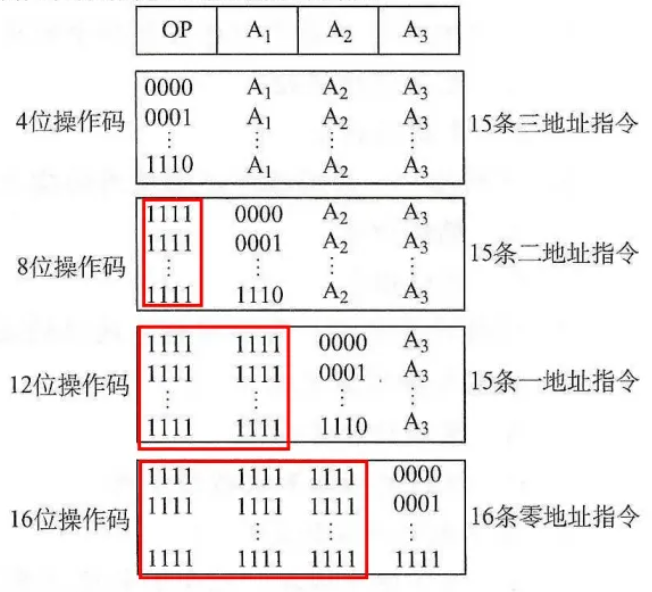 OP A₁ A₂ A₃
0000 A₁ A₂ A₃
4位操作码 0001 A₁ A₂ A₃ 15条三地址指令
⋮ ⋮ ⋮ ⋮
1110 A₁ A₂ A₃
1111 0000 A₂ A₃
1111 0001 A₂ A₃ 15条二地址指令
8位操作码 ⋮ ⋮ ⋮ ⋮
1111 1110 A₂ A₃
1111 1111 0000 A₃
1111 1111 0001 A₃
12位操作码 ⋮ ⋮ ⋮ ⋮ 15条一地址指令
1111 1111 1110 A₃
1111 1111 1111 0000
1111 1111 1111 0001
16位操作码 ⋮ ⋮ ⋮ 16条零地址指令
1111 1111 1111 1111